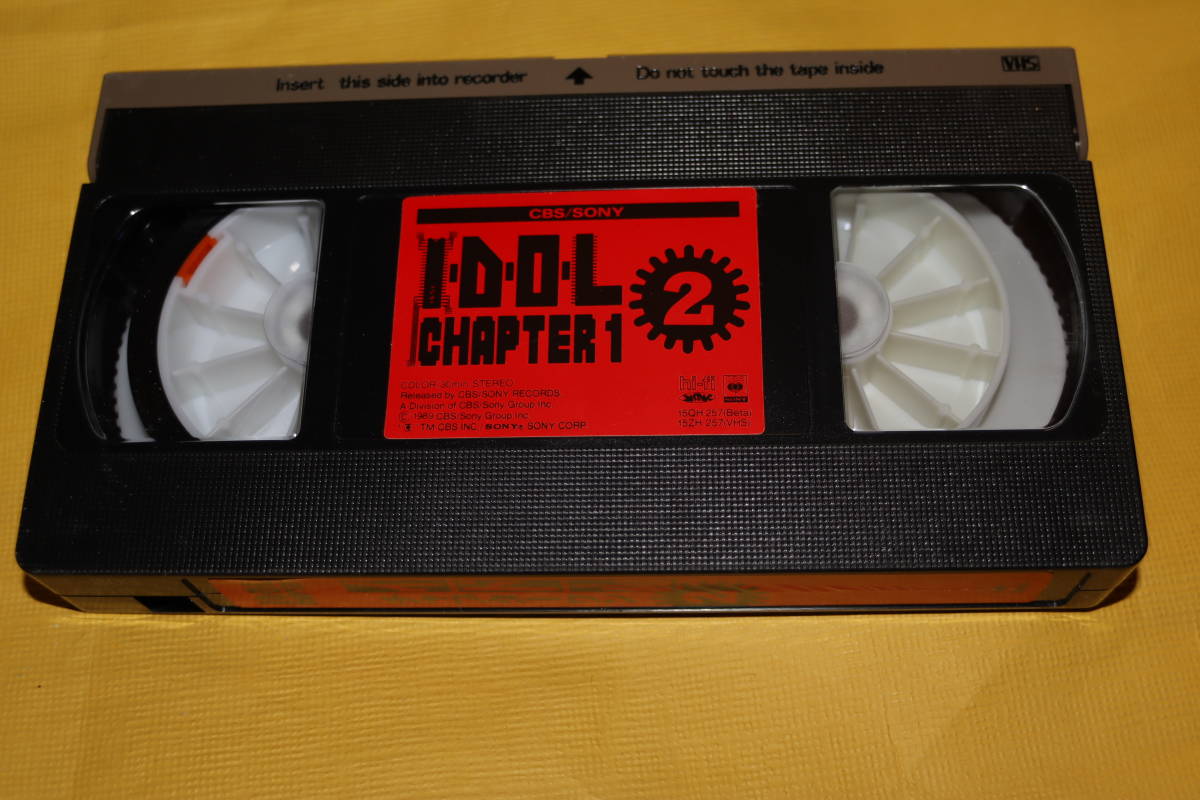 Insert this side into recorder
Do not touch the tape inside
VHS
CBS/SONY
I·D·O·L
CHAPTER 1
2
COLOR 30min. STEREO
Released by CBS/SONY RECORDS
A Division of CBS/Sony Group Inc.
© 1989 CBS/Sony Group Inc.
TM CBS INC. / SONY® SONY CORP.
hi-fi
SONY
15QH 257(Beta)
15ZH 257(VHS)